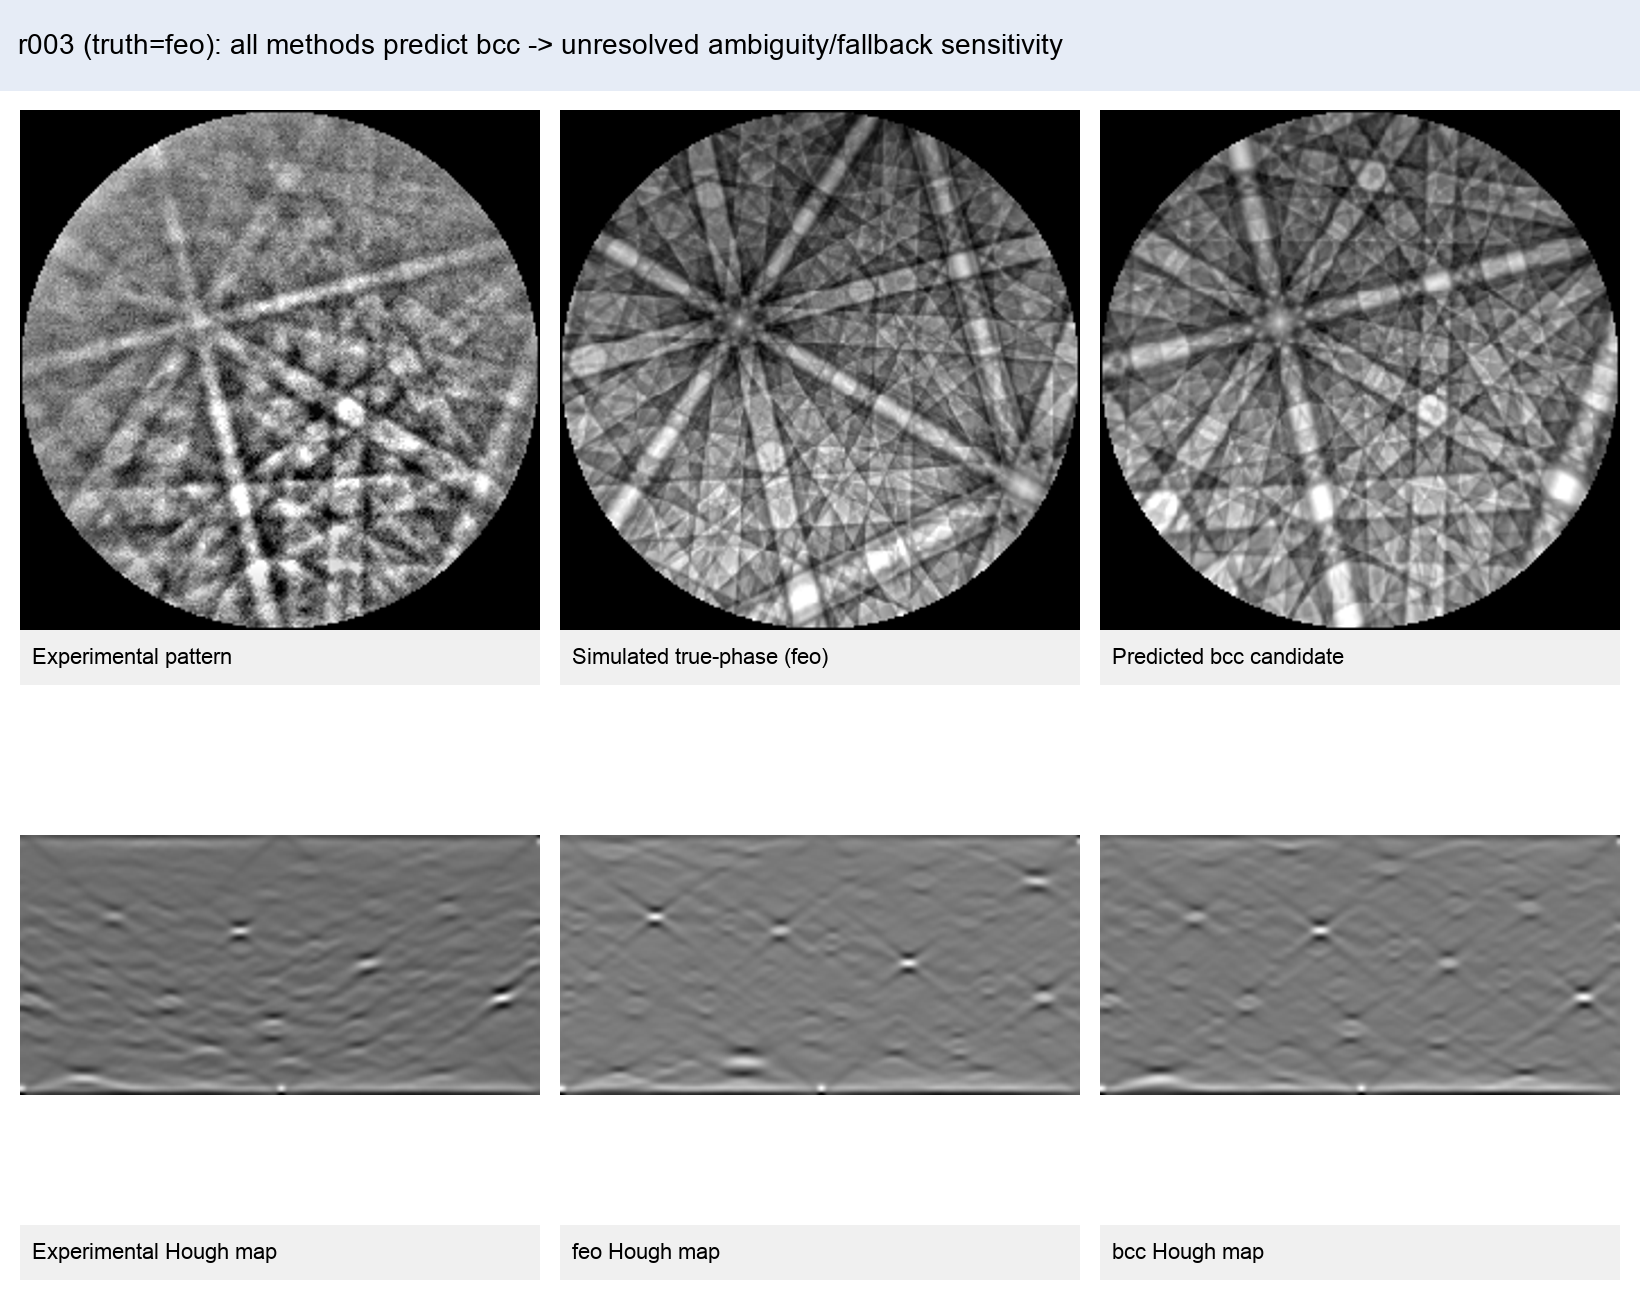 r003 (truth=feo): all methods predict bcc -> unresolved ambiguity/fallback sensitivity
Experimental pattern
Simulated true-phase (feo)
Predicted bcc candidate
Experimental Hough map
feo Hough map
bcc Hough map